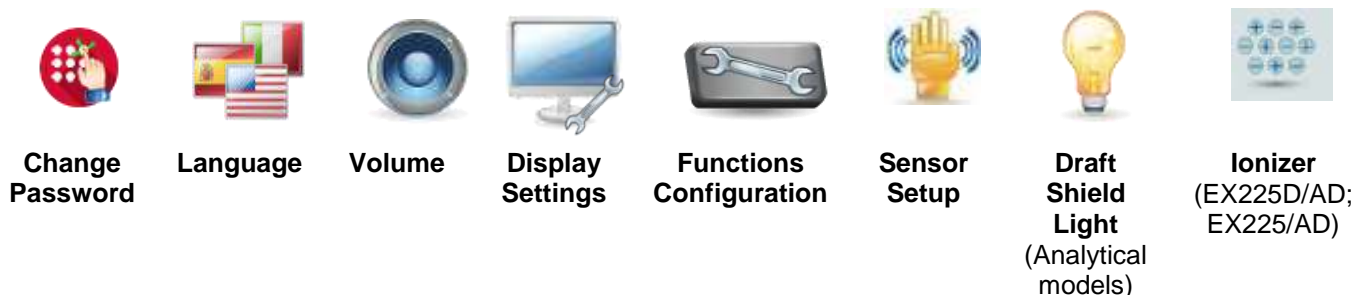 Change
Password
Language
Volume
Display
Settings
Functions
Configuration
Sensor
Setup
Draft
Shield
Light
(Analytical
models)
Ionizer
(EX225D/AD;
EX225/AD)